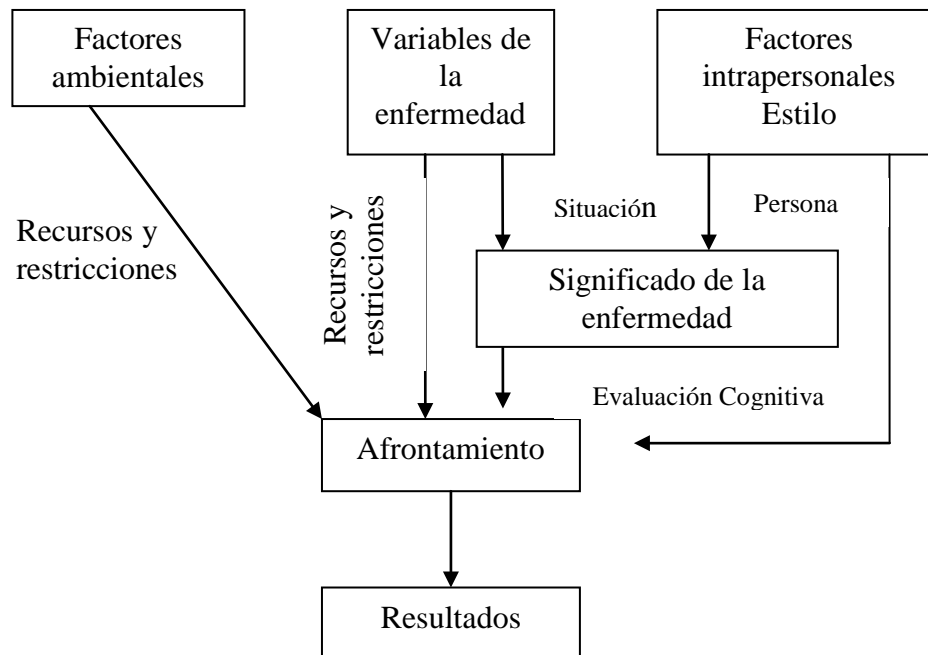 Factores
ambientales
Variables de
la
enfermedad
Factores
intrapersonales
Estilo
Recursos y
restricciones
Recursos y
restricciones
Situación
Persona
Significado de la
enfermedad
Evaluación Cognitiva
Afrontamiento
Resultados